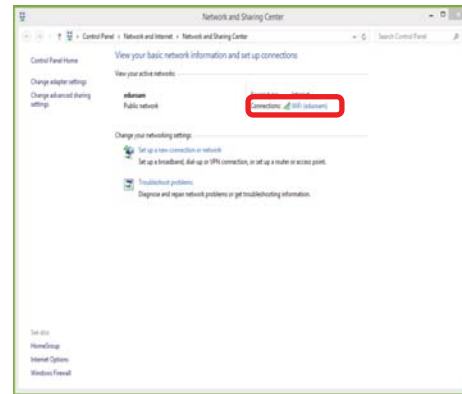 Network and Sharing Center
Control Panel › Network and Internet › Network and Sharing Center
Search Control Panel
Control Panel Home
Change adapter settings
Change advanced sharing
settings
View your basic network information and set up connections
View your active networks
eduroam
Public network
Connections: WiFi (eduroam)
Change your networking settings
Set up a new connection or network
Set up a broadband, dial-up or VPN connection, or set up a router or access point.
Troubleshoot problems
Diagnose and repair network problems or get troubleshooting information.
See also
HomeGroup
Internet Options
Windows Firewall